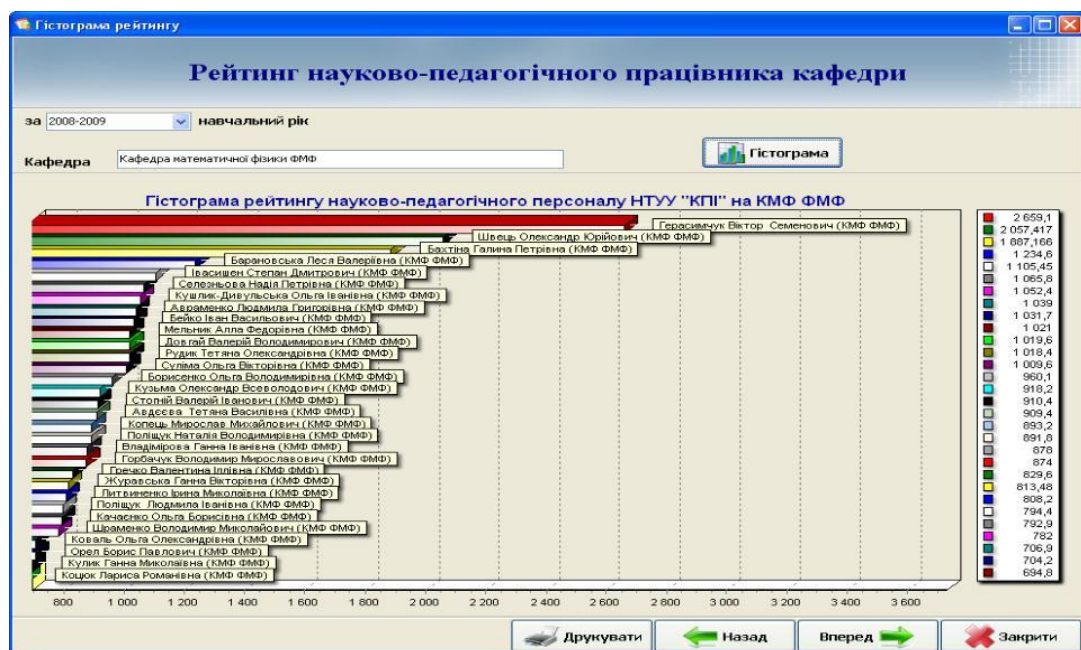 Гістограма рейтингу
Рейтинг науково-педагогічного працівника кафедри
за 2008-2009 навчальний рік
Кафедра Кафедра математичної фізики ФМФ Гістограма
Гістограма рейтингу науково-педагогічного персоналу НТУУ "КПІ" на КМФ ФМФ
Герасимчук Віктор Семенович (КМФ ФМФ)
Швець Олександр Юрійович (КМФ ФМФ)
Бахтіна Галина Петрівна (КМФ ФМФ)
Барановська Леся Валеріївна (КМФ ФМФ)
Івасишен Степан Дмитрович (КМФ ФМФ)
Селезньова Надія Петрівна (КМФ ФМФ)
Кушлик-Дивульська Ольга Іванівна (КМФ ФМФ)
Авраменко Людмила Григорівна (КМФ ФМФ)
Бейко Іван Васильович (КМФ ФМФ)
Мельник Алла Федорівна (КМФ ФМФ)
Довгай Валерій Володимирович (КМФ ФМФ)
Рудик Тетяна Олександрівна (КМФ ФМФ)
Суліма Ольга Вікторівна (КМФ ФМФ)
Борисенко Ольга Володимирівна (КМФ ФМФ)
Кузьма Олександр Всеволодович (КМФ ФМФ)
Стогній Валерій Іванович (КМФ ФМФ)
Авдєєва Тетяна Василівна (КМФ ФМФ)
Копець Мирослав Михайлович (КМФ ФМФ)
Поліщук Наталія Володимирівна (КМФ ФМФ)
Владімірова Ганна Іванівна (КМФ ФМФ)
Горбачук Володимир Мирославович (КМФ ФМФ)
Гречко Валентина Іллівна (КМФ ФМФ)
Журавська Ганна Вікторівна (КМФ ФМФ)
Литвиненко Ірина Миколаївна (КМФ ФМФ)
Поліщук Людмила Іванівна (КМФ ФМФ)
Качаєнко Ольга Борисівна (КМФ ФМФ)
Шраменко Володимир Миколайович (КМФ ФМФ)
Коваль Ольга Олександрівна (КМФ ФМФ)
Орел Борис Павлович (КМФ ФМФ)
Кулик Ганна Миколаївна (КМФ ФМФ)
Коцюк Лариса Романівна (КМФ ФМФ)
800 1 000 1 200 1 400 1 600 1 800 2 000 2 200 2 400 2 600 2 800 3 000 3 200 3 400 3 600
2 659,1
2 057,417
1 887,166
1 234,6
1 105,45
1 065,8
1 052,4
1 039
1 031,7
1 021
1 019,6
1 018,4
1 009,6
960,1
918,2
910,4
909,4
893,2
891,8
878
874
829,6
813,48
808,2
794,4
792,9
782
706,9
704,2
694,8
Друкувати Назад Вперед Закрити